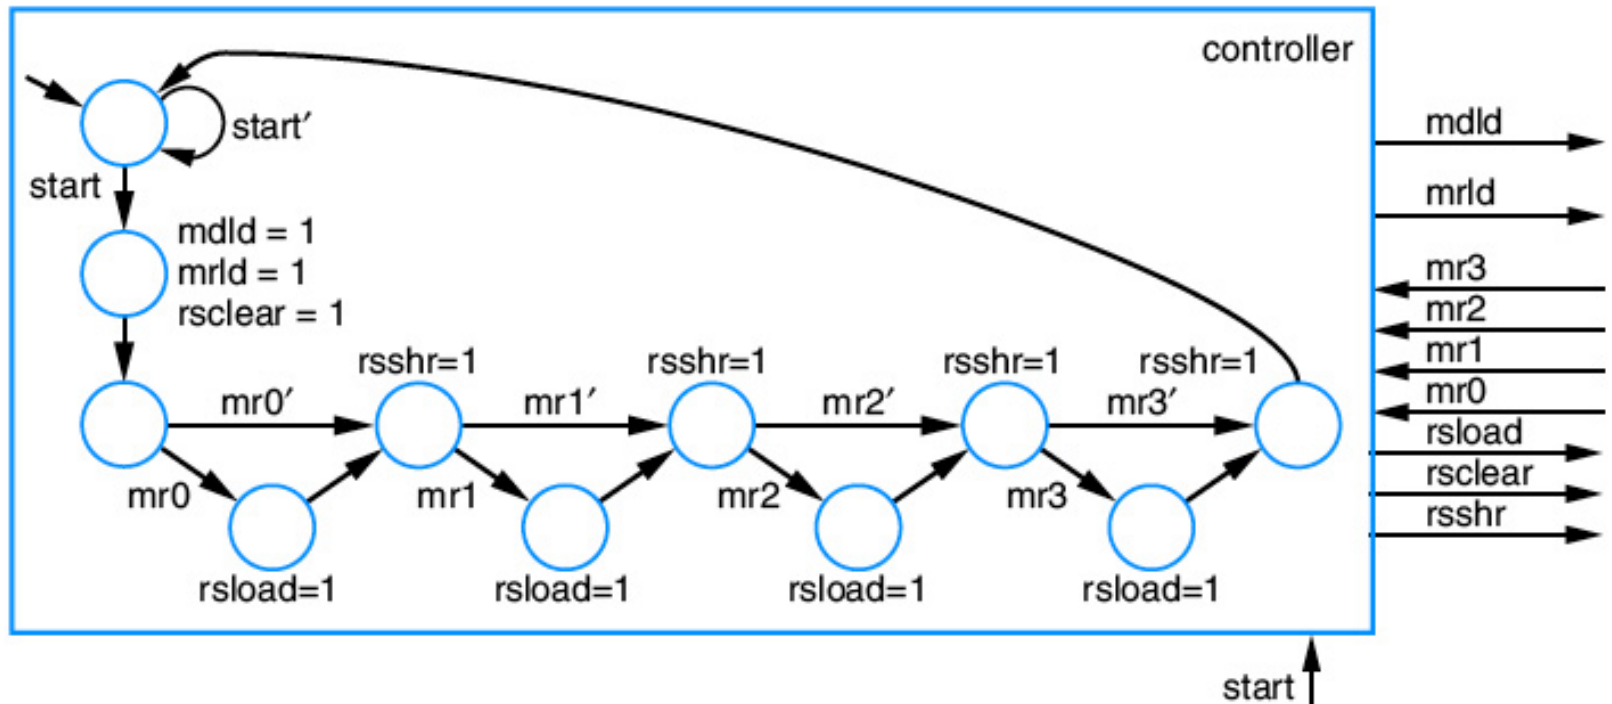 controller
start′
start
mdld = 1
mrld = 1
rsclear = 1
rsshr=1
rsshr=1
rsshr=1
rsshr=1
mr0′
mr1′
mr2′
mr3′
mr0
mr1
mr2
mr3
rsload=1
rsload=1
rsload=1
rsload=1
mdld
mrld
mr3
mr2
mr1
mr0
rsload
rsclear
rsshr
start